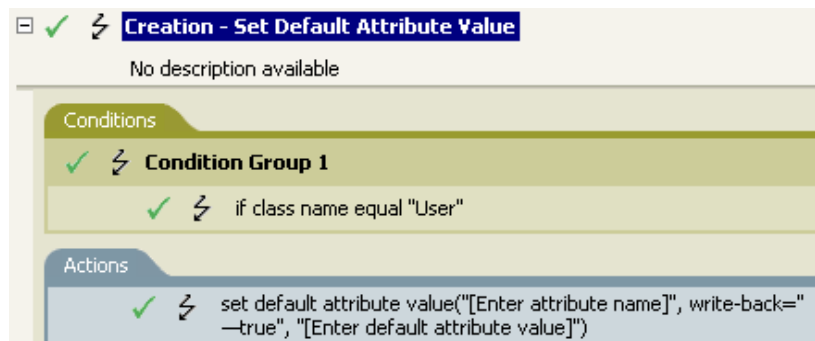 Creation - Set Default Attribute Value
No description available
Conditions
Condition Group 1
if class name equal "User"
Actions
set default attribute value("[Enter attribute name]", write-back="
—true", "[Enter default attribute value]")